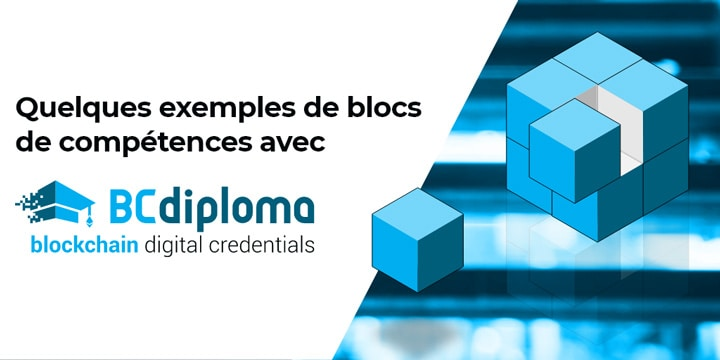 Quelques exemples de blocs
de compétences avec
BCdiploma
blockchain digital credentials